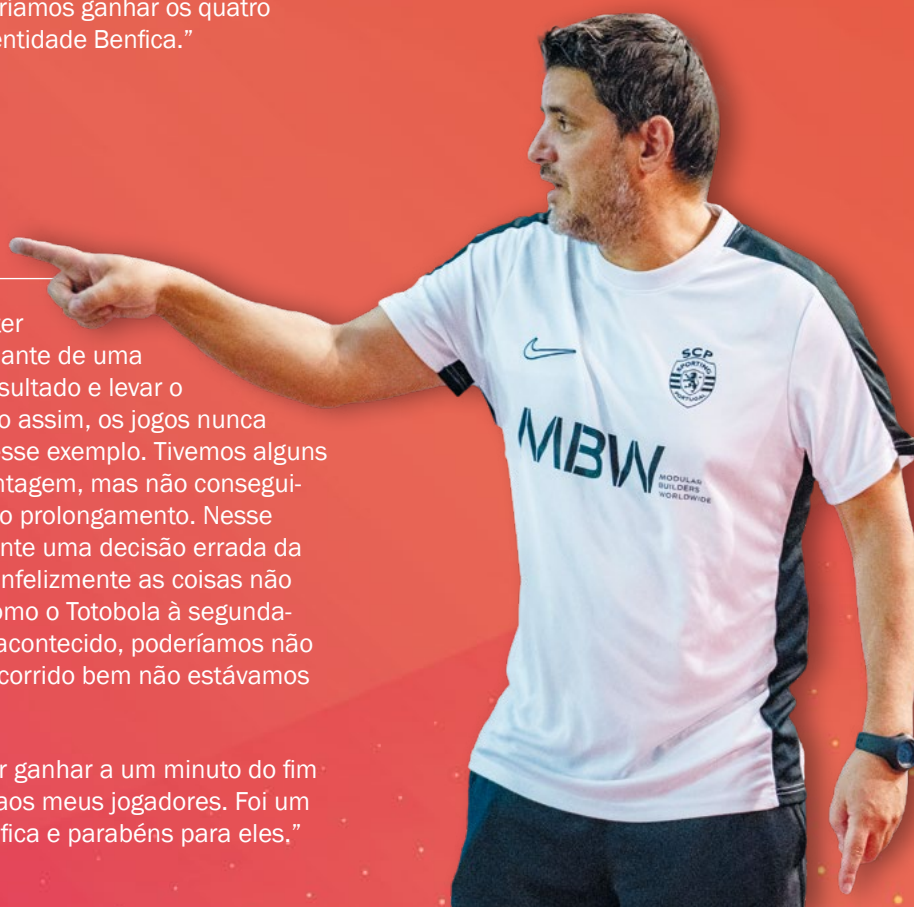 ríamos ganhar os quatro
entidade Benfica.”
ter
ante de uma
sultado e levar o
o assim, os jogos nunca
esse exemplo. Tivemos alguns
ntagem, mas não consegui-
o prolongamento. Nesse
nte uma decisão errada da
infelizmente as coisas não
omo o Totobola à segunda-
acontecido, poderíamos não
corrido bem não estávamos
r ganhar a um minuto do fim
aos meus jogadores. Foi um
fica e parabéns para eles.”
SCP
SPORTING
PORTUGAL
MBW
MODULAR
BUILDERS
WORLDWIDE